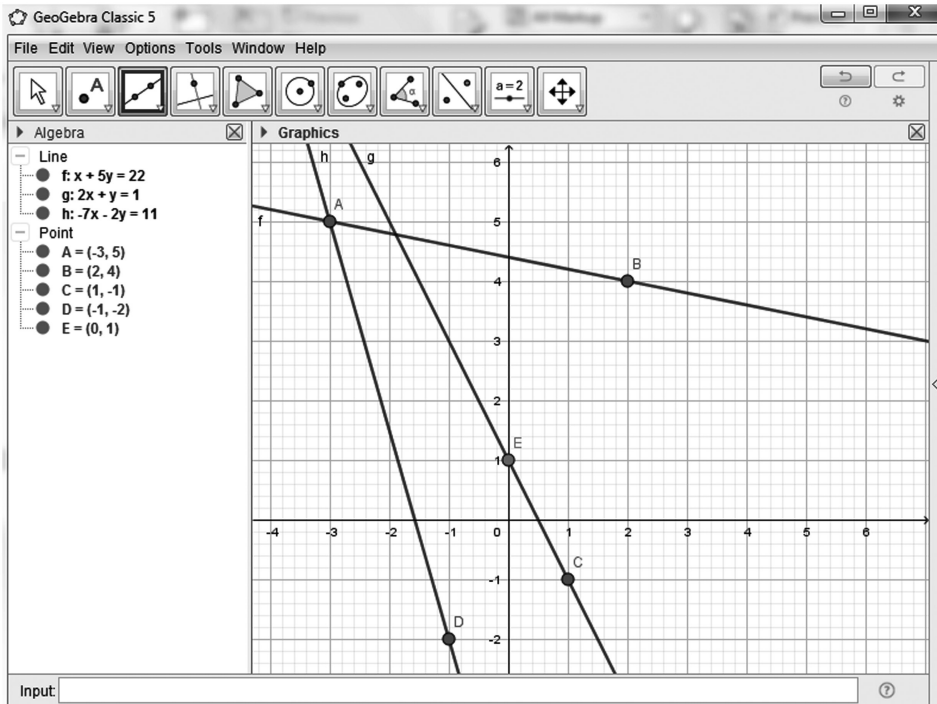 GeoGebra Classic 5
File Edit View Options Tools Window Help
A
α
a=2
Algebra
Graphics
Line
f: x + 5y = 22
g: 2x + y = 1
h: -7x - 2y = 11
Point
A = (-3, 5)
B = (2, 4)
C = (1, -1)
D = (-1, -2)
E = (0, 1)
h g
6
A
f
5
B
4
3
2
E
1
-4 -3 -2 -1 0 1 2 3 4 5 6
C
-1
D
-2
Input: